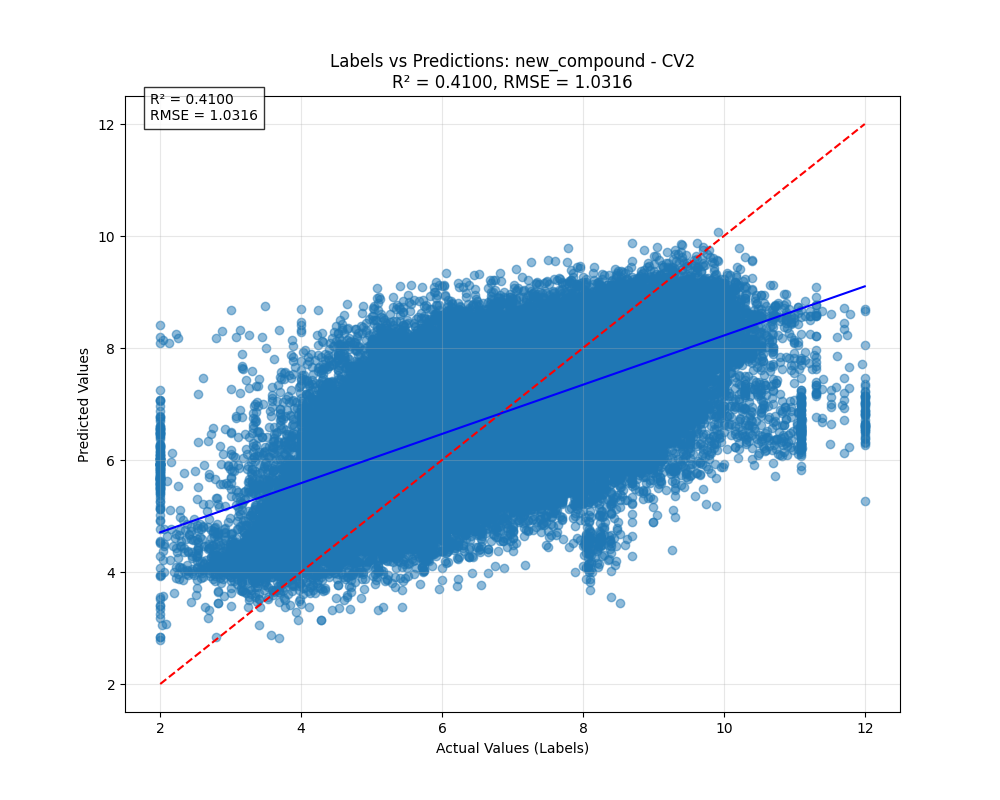 Labels vs Predictions: new_compound - CV2
R² = 0.4100, RMSE = 1.0316
R² = 0.4100
RMSE = 1.0316
12
10
8
6
4
2
Predicted Values
2 4 6 8 10 12
Actual Values (Labels)